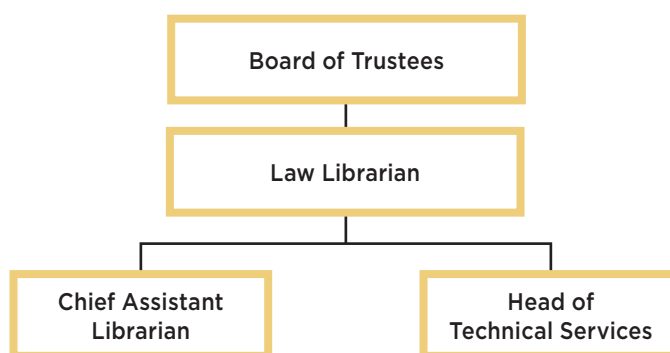 Board of Trustees
Law Librarian
Chief Assistant
Librarian
Head of
Technical Services